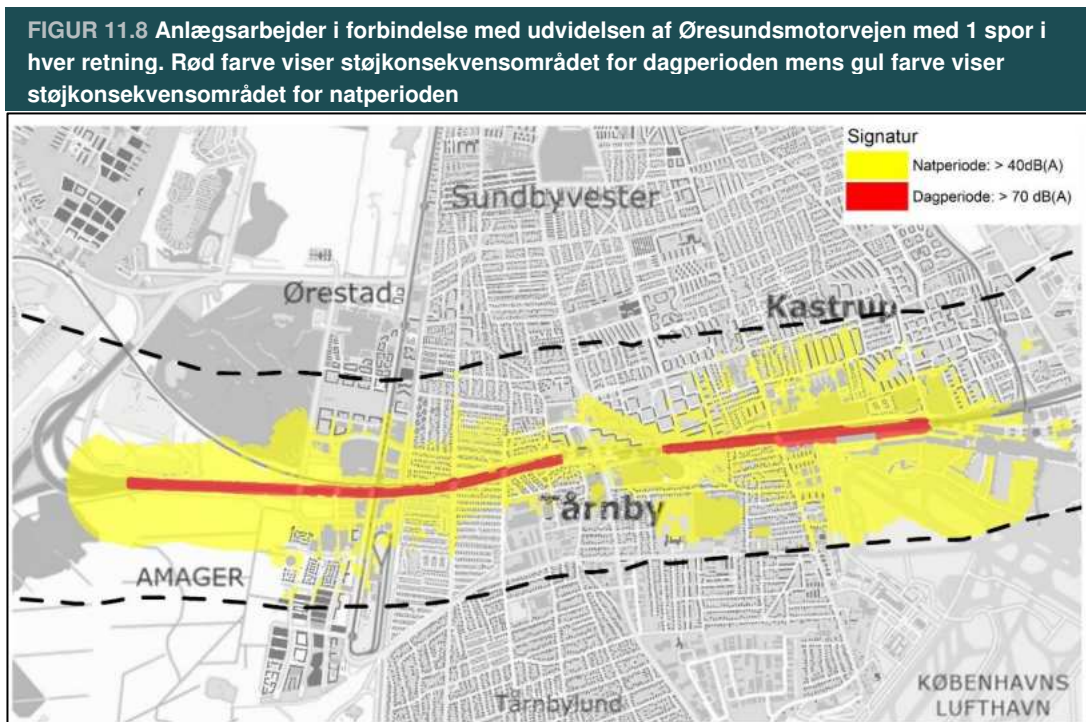 FIGUR 11.8 Anlægsarbejder i forbindelse med udvidelsen af Øresundsmotorvejen med 1 spor i
hver retning. Rød farve viser støjkonsekvensområdet for dagperioden mens gul farve viser
støjkonsekvensområdet for natperioden
Signatur
Natperiode: > 40dB(A)
Dagperiode: > 70 dB(A)
Sundbyvester
Ørestad
Kastrup
Tårnby
AMAGER
KØBENHAVNS
LUFTHAVN
Tårnbylund